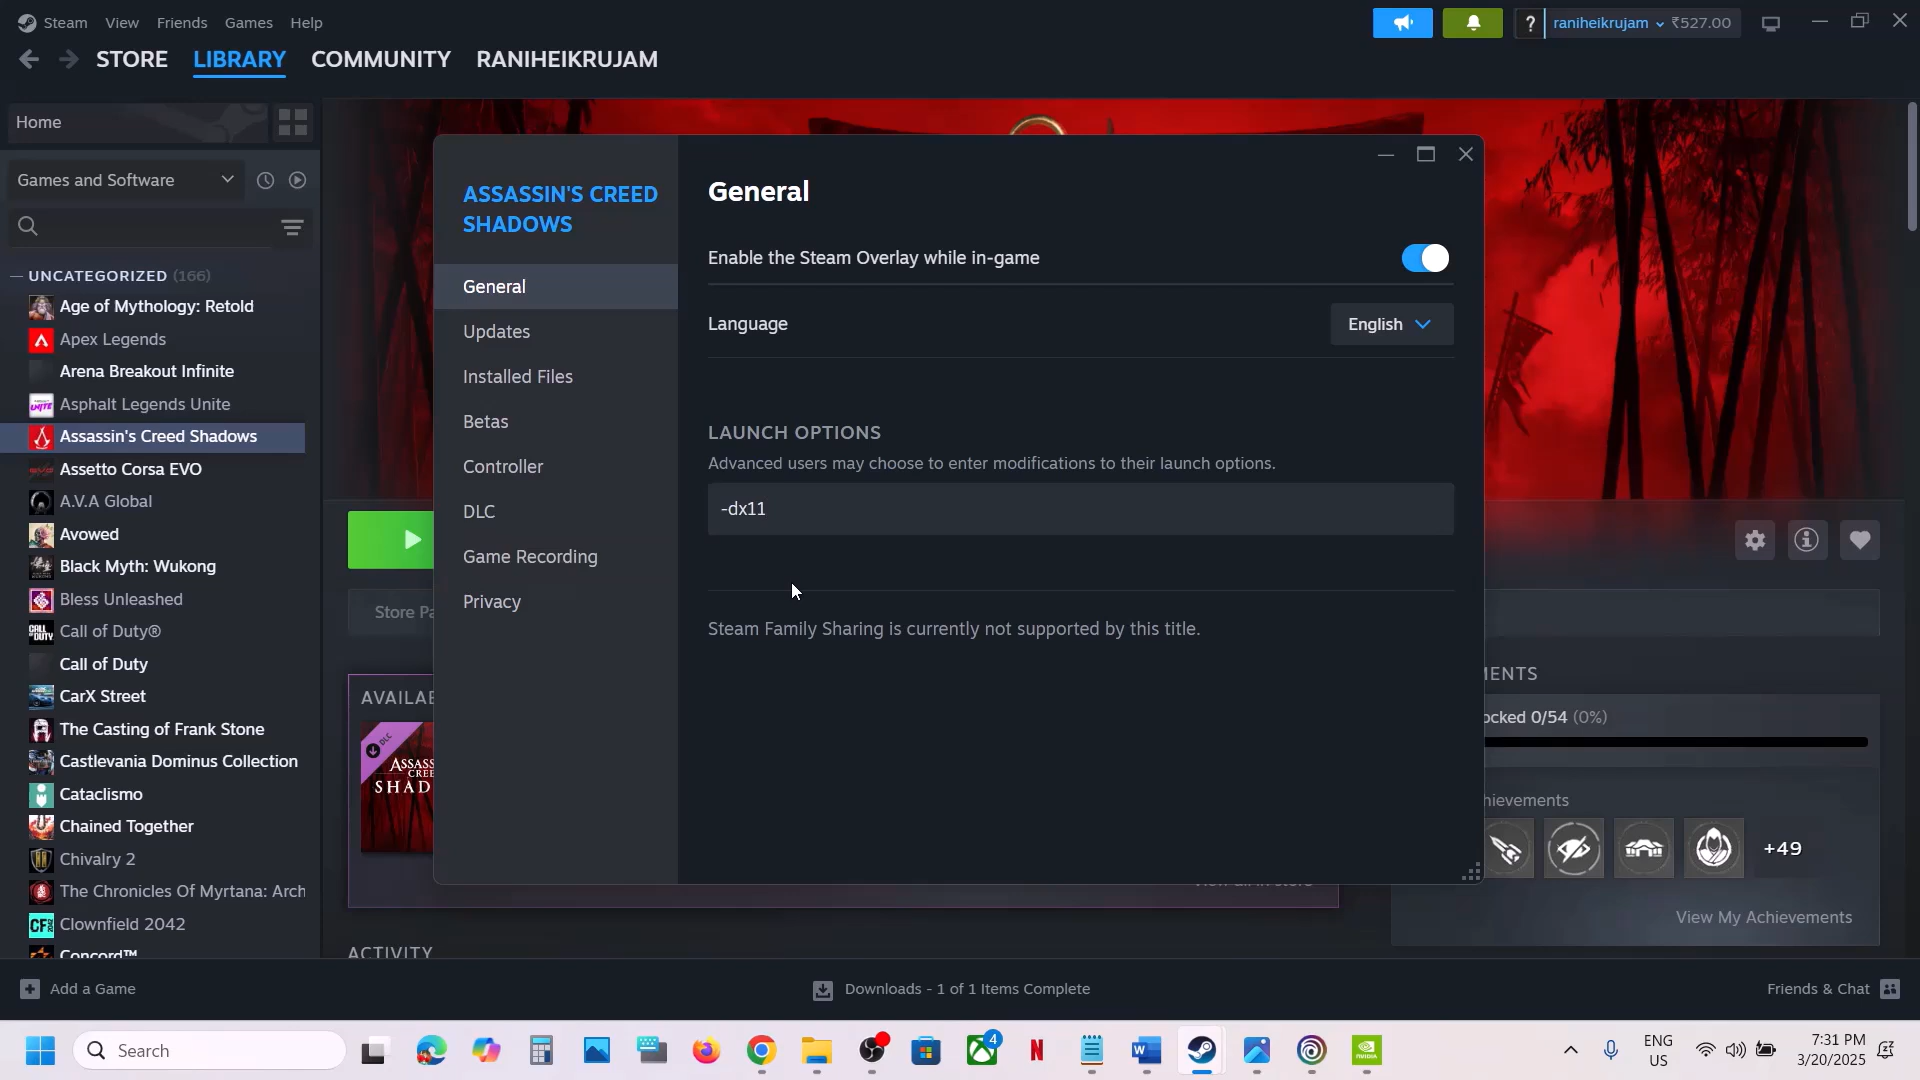 Steam View Friends Games Help
? raniheikrujam ₹527.00
STORE LIBRARY COMMUNITY RANIHEIKRUJAM
Home
Games and Software
UNCATEGORIZED (166)
Age of Mythology: Retold
Apex Legends
Arena Breakout Infinite
Asphalt Legends Unite
Assassin's Creed Shadows
Assetto Corsa EVO
A.V.A Global
Avowed
Black Myth: Wukong
Bless Unleashed
Call of Duty®
Call of Duty
CarX Street
The Casting of Frank Stone
Castlevania Dominus Collection
Cataclismo
Chained Together
Chivalry 2
The Chronicles Of Myrtana: Arch
Clownfield 2042
Concord™
ASSASSIN'S CREED
SHADOWS
General
Updates
Installed Files
Betas
Controller
DLC
Game Recording
Privacy
General
Enable the Steam Overlay while in-game
Language English
LAUNCH OPTIONS
Advanced users may choose to enter modifications to their launch options.
-dx11
Steam Family Sharing is currently not supported by this title.
Store Pa
AVAILAB
DLC
ASSASS
CREE
SHAD
ACTIVITY
MENTS
ocked 0/54 (0%)
hievements
+49
View My Achievements
Add a Game
Downloads - 1 of 1 Items Complete
Friends & Chat
Search
4
ENG
US
7:31 PM
3/20/2025